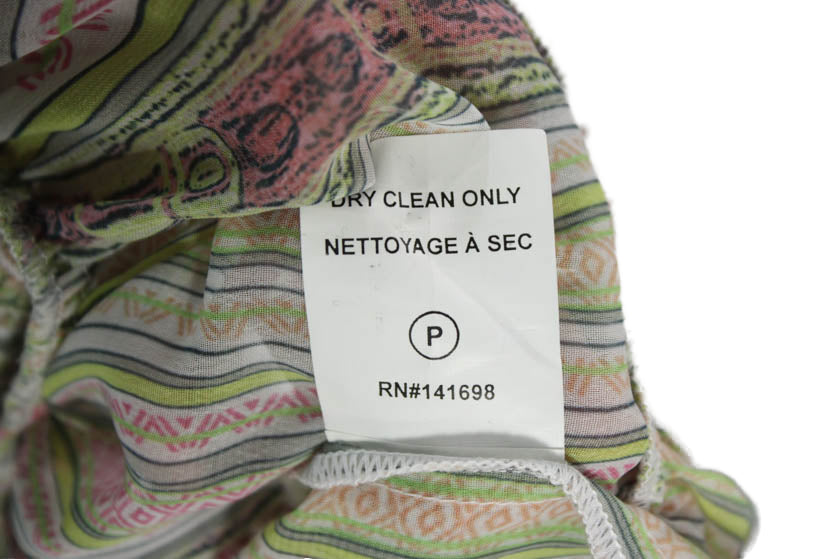 DRY CLEAN ONLY
NETTOYAGE À SEC
P
RN#141698